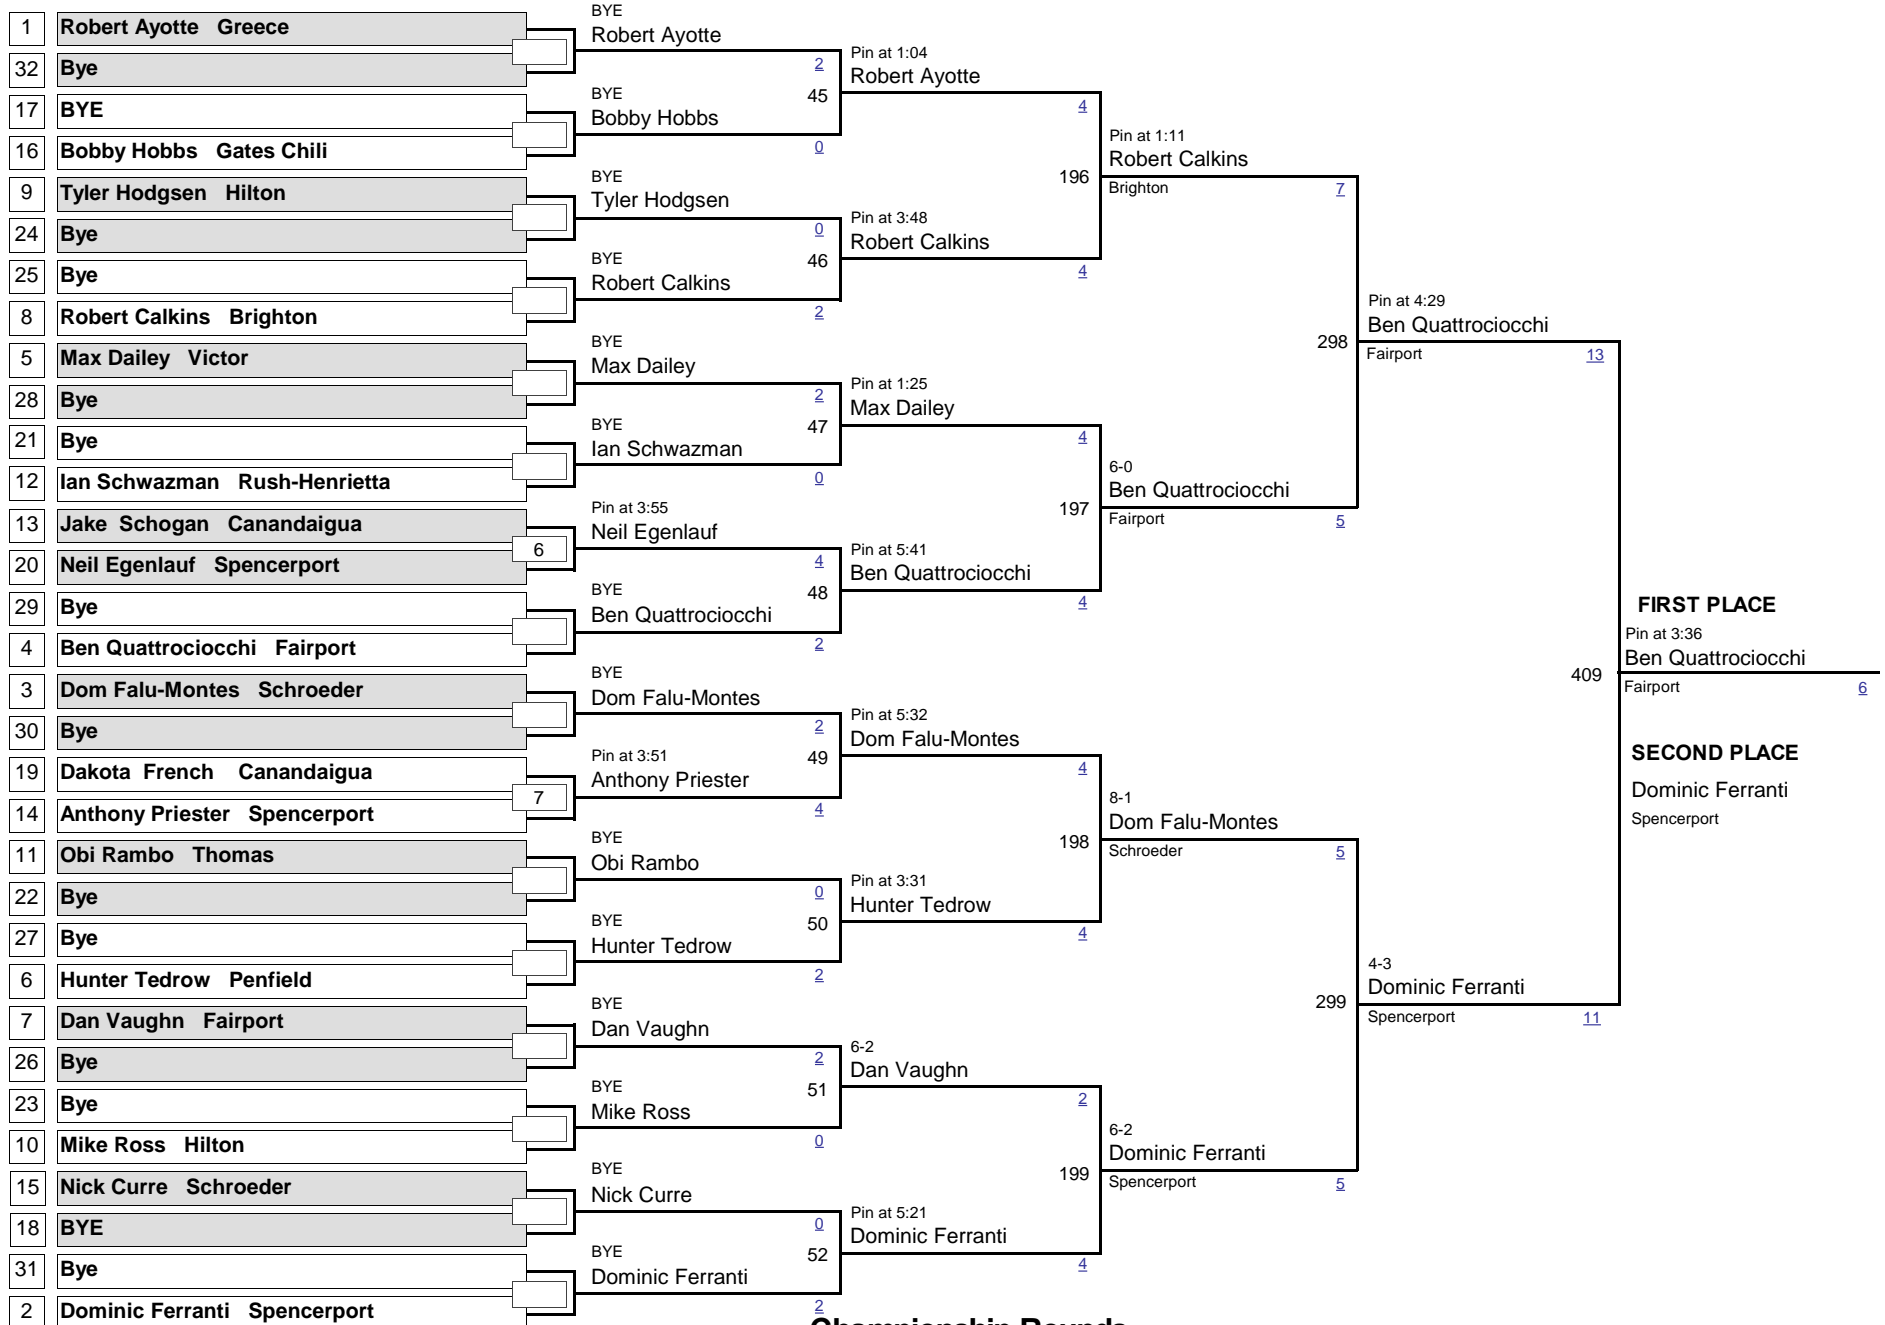 1 Robert Ayotte Greece
32 Bye
17 BYE
16 Bobby Hobbs Gates Chili
9 Tyler Hodgsen Hilton
24 Bye
25 Bye
8 Robert Calkins Brighton
5 Max Dailey Victor
28 Bye
21 Bye
12 Ian Schwazman Rush-Henrietta
13 Jake Schogan Canandaigua
20 Neil Egenlauf Spencerport
29 Bye
4 Ben Quattrociocchi Fairport
3 Dom Falu-Montes Schroeder
30 Bye
19 Dakota French Canandaigua
14 Anthony Priester Spencerport
11 Obi Rambo Thomas
22 Bye
27 Bye
6 Hunter Tedrow Penfield
7 Dan Vaughn Fairport
26 Bye
23 Bye
10 Mike Ross Hilton
15 Nick Curre Schroeder
18 BYE
31 Bye
2 Dominic Ferranti Spencerport
6
7
BYE
Robert Ayotte
2
45
BYE
Bobby Hobbs
0
BYE
Tyler Hodgsen
0
46
BYE
Robert Calkins
2
BYE
Max Dailey
2
47
BYE
Ian Schwazman
0
Pin at 3:55
Neil Egenlauf
4
48
BYE
Ben Quattrociocchi
2
BYE
Dom Falu-Montes
2
49
Pin at 3:51
Anthony Priester
4
BYE
Obi Rambo
0
50
BYE
Hunter Tedrow
2
BYE
Dan Vaughn
2
51
BYE
Mike Ross
0
BYE
Nick Curre
0
52
BYE
Dominic Ferranti
2
Pin at 1:04
Robert Ayotte
4
196
Pin at 3:48
Robert Calkins
4
Pin at 1:25
Max Dailey
4
197
Pin at 5:41
Ben Quattrociocchi
4
Pin at 5:32
Dom Falu-Montes
4
198
Pin at 3:31
Hunter Tedrow
4
6-2
Dan Vaughn
2
199
Pin at 5:21
Dominic Ferranti
4
Pin at 1:11
Robert Calkins
Brighton 7
298
6-0
Ben Quattrociocchi
Fairport 5
8-1
Dom Falu-Montes
Schroeder 5
299
6-2
Dominic Ferranti
Spencerport 5
Pin at 4:29
Ben Quattrociocchi
Fairport 13
409
4-3
Dominic Ferranti
Spencerport 11
FIRST PLACE
Pin at 3:36
Ben Quattrociocchi
Fairport 6
SECOND PLACE
Dominic Ferranti
Spencerport
Championship Rounds